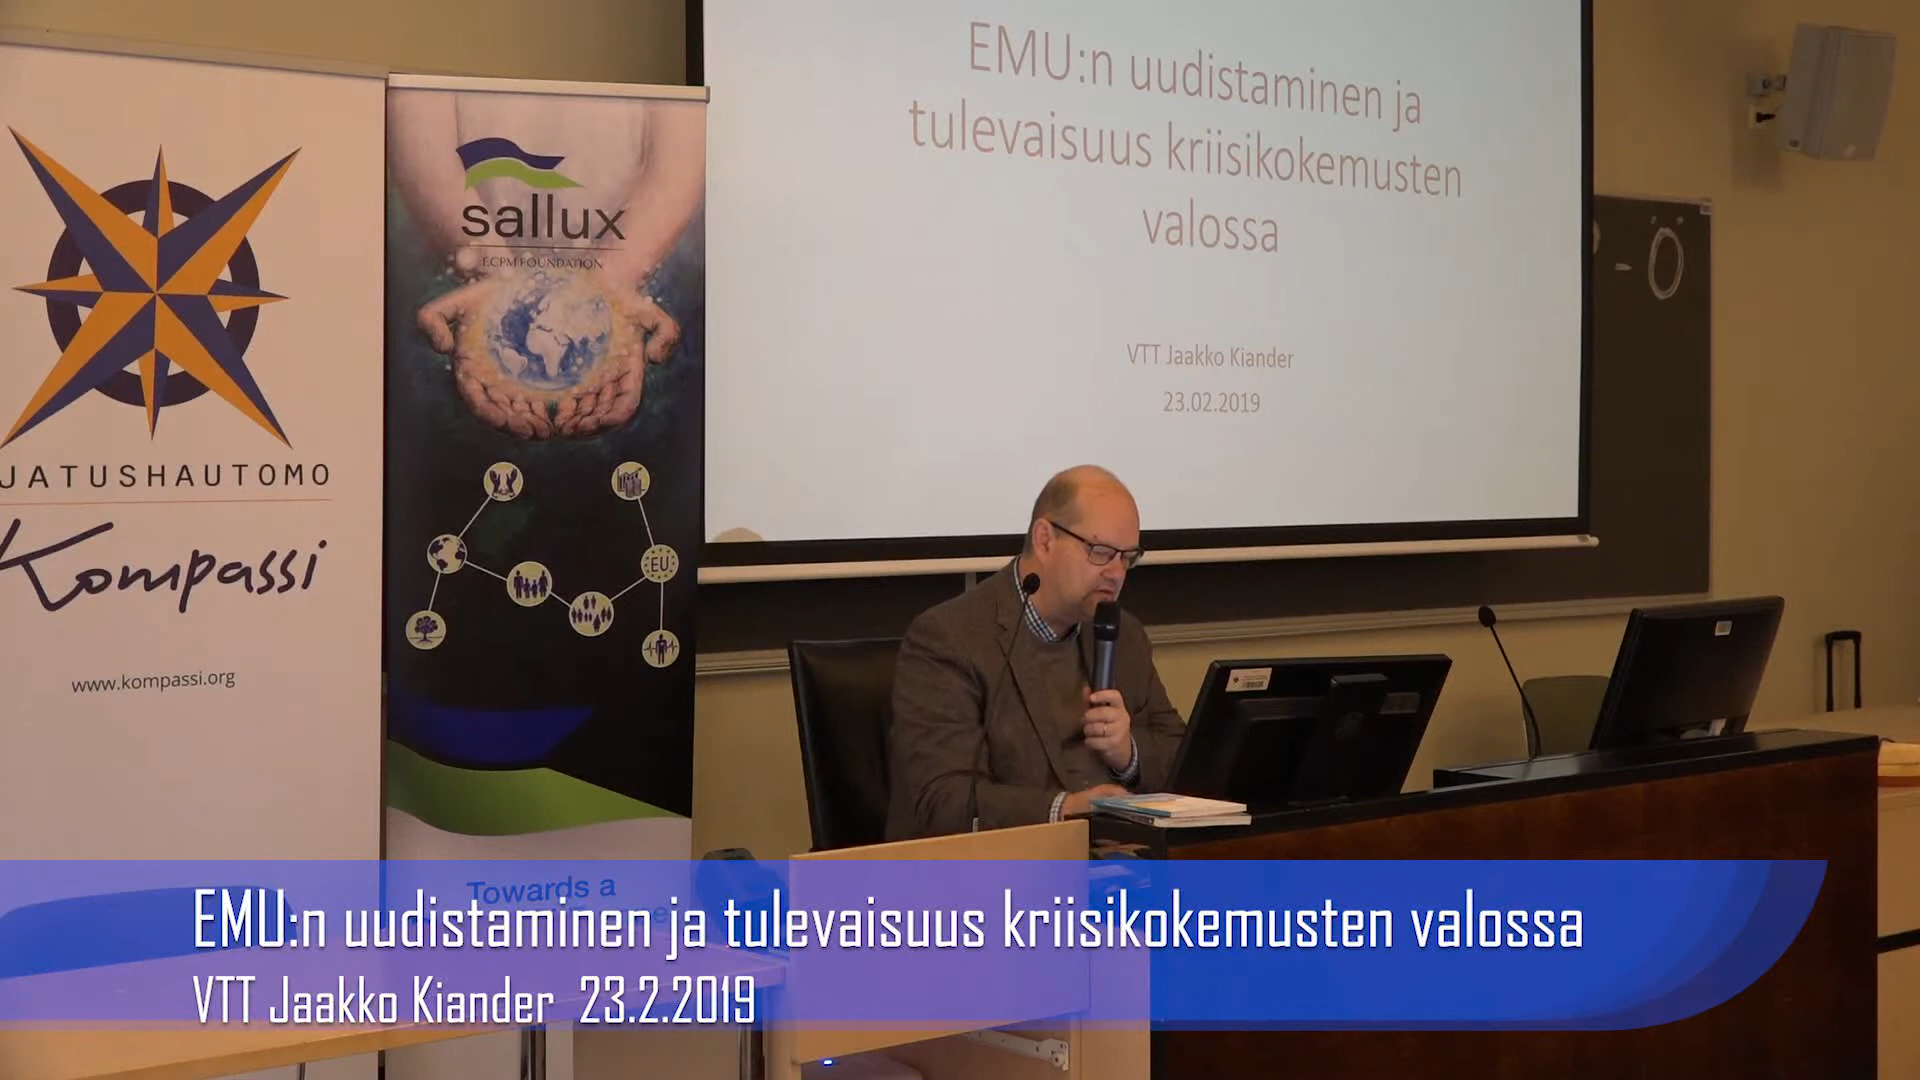 EMU:n uudistaminen ja
tulevaisuus kriisikokemusten
valossa
VTT Jaakko Kiander
23.02.2019
JATUSHAUTOMO
Kompassi
www.kompassi.org
sallux
ECPM FOUNDATION
EU
Towards a
EMU:n uudistaminen ja tulevaisuus kriisikokemusten valossa
VTT Jaakko Kiander 23.2.2019